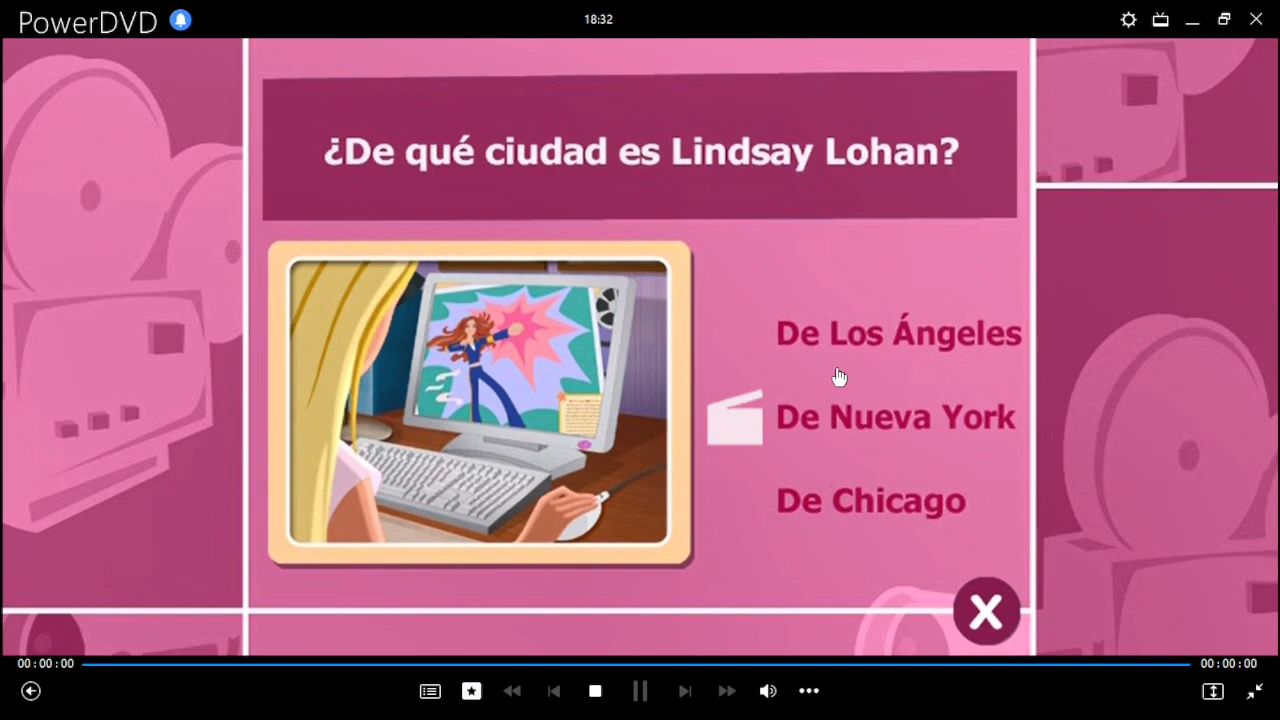 PowerDVD
18:32
¿De qué ciudad es Lindsay Lohan?
De Los Ángeles
De Nueva York
De Chicago
00:00:00
00:00:00